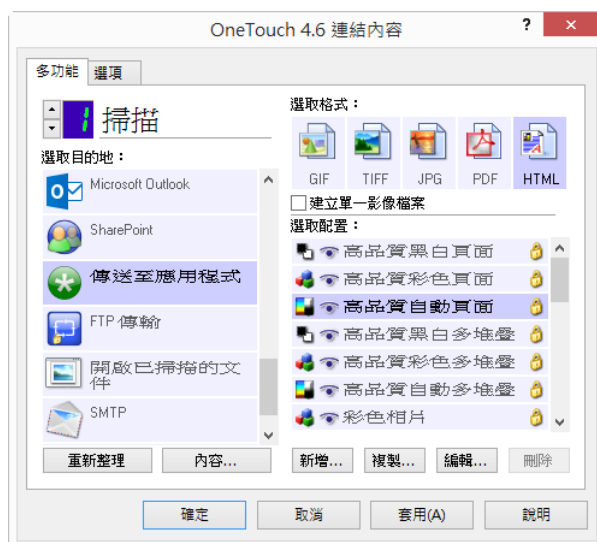 OneTouch 4.6 連結內容
多功能
選項
1
掃描
選取目的地：
Microsoft Outlook
SharePoint
傳送至應用程式
FTP 傳輸
開啟已掃描的文件
SMTP
重新整理
內容...
選取格式：
GIF
TIFF
JPG
PDF
HTML
建立單一影像檔案
選取配置：
高品質黑白頁面
高品質彩色頁面
高品質自動頁面
高品質黑白多堆疊
高品質彩色多堆疊
高品質自動多堆疊
彩色相片
新增...
複製...
編輯...
刪除
確定
取消
套用(A)
說明